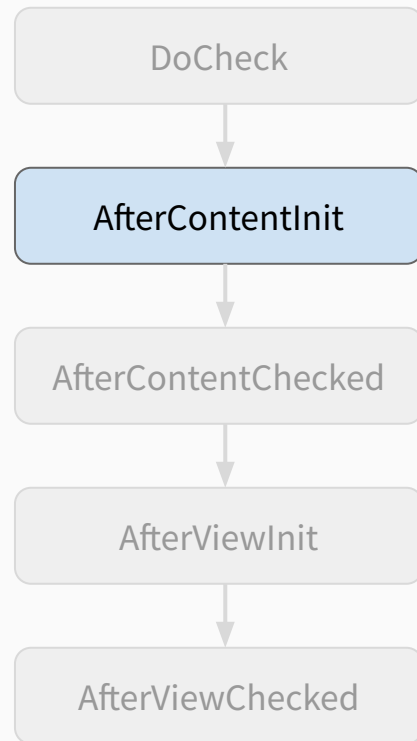 DoCheck
AfterContentInit
AfterContentChecked
AfterViewInit
AfterViewChecked